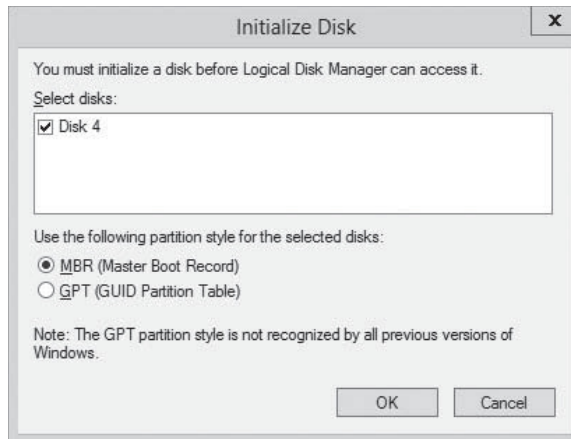 Initialize Disk
x
You must initialize a disk before Logical Disk Manager can access it.
Select disks:
Disk 4
Use the following partition style for the selected disks:
MBR (Master Boot Record)
GPT (GUID Partition Table)
Note: The GPT partition style is not recognized by all previous versions of
Windows.
OK Cancel